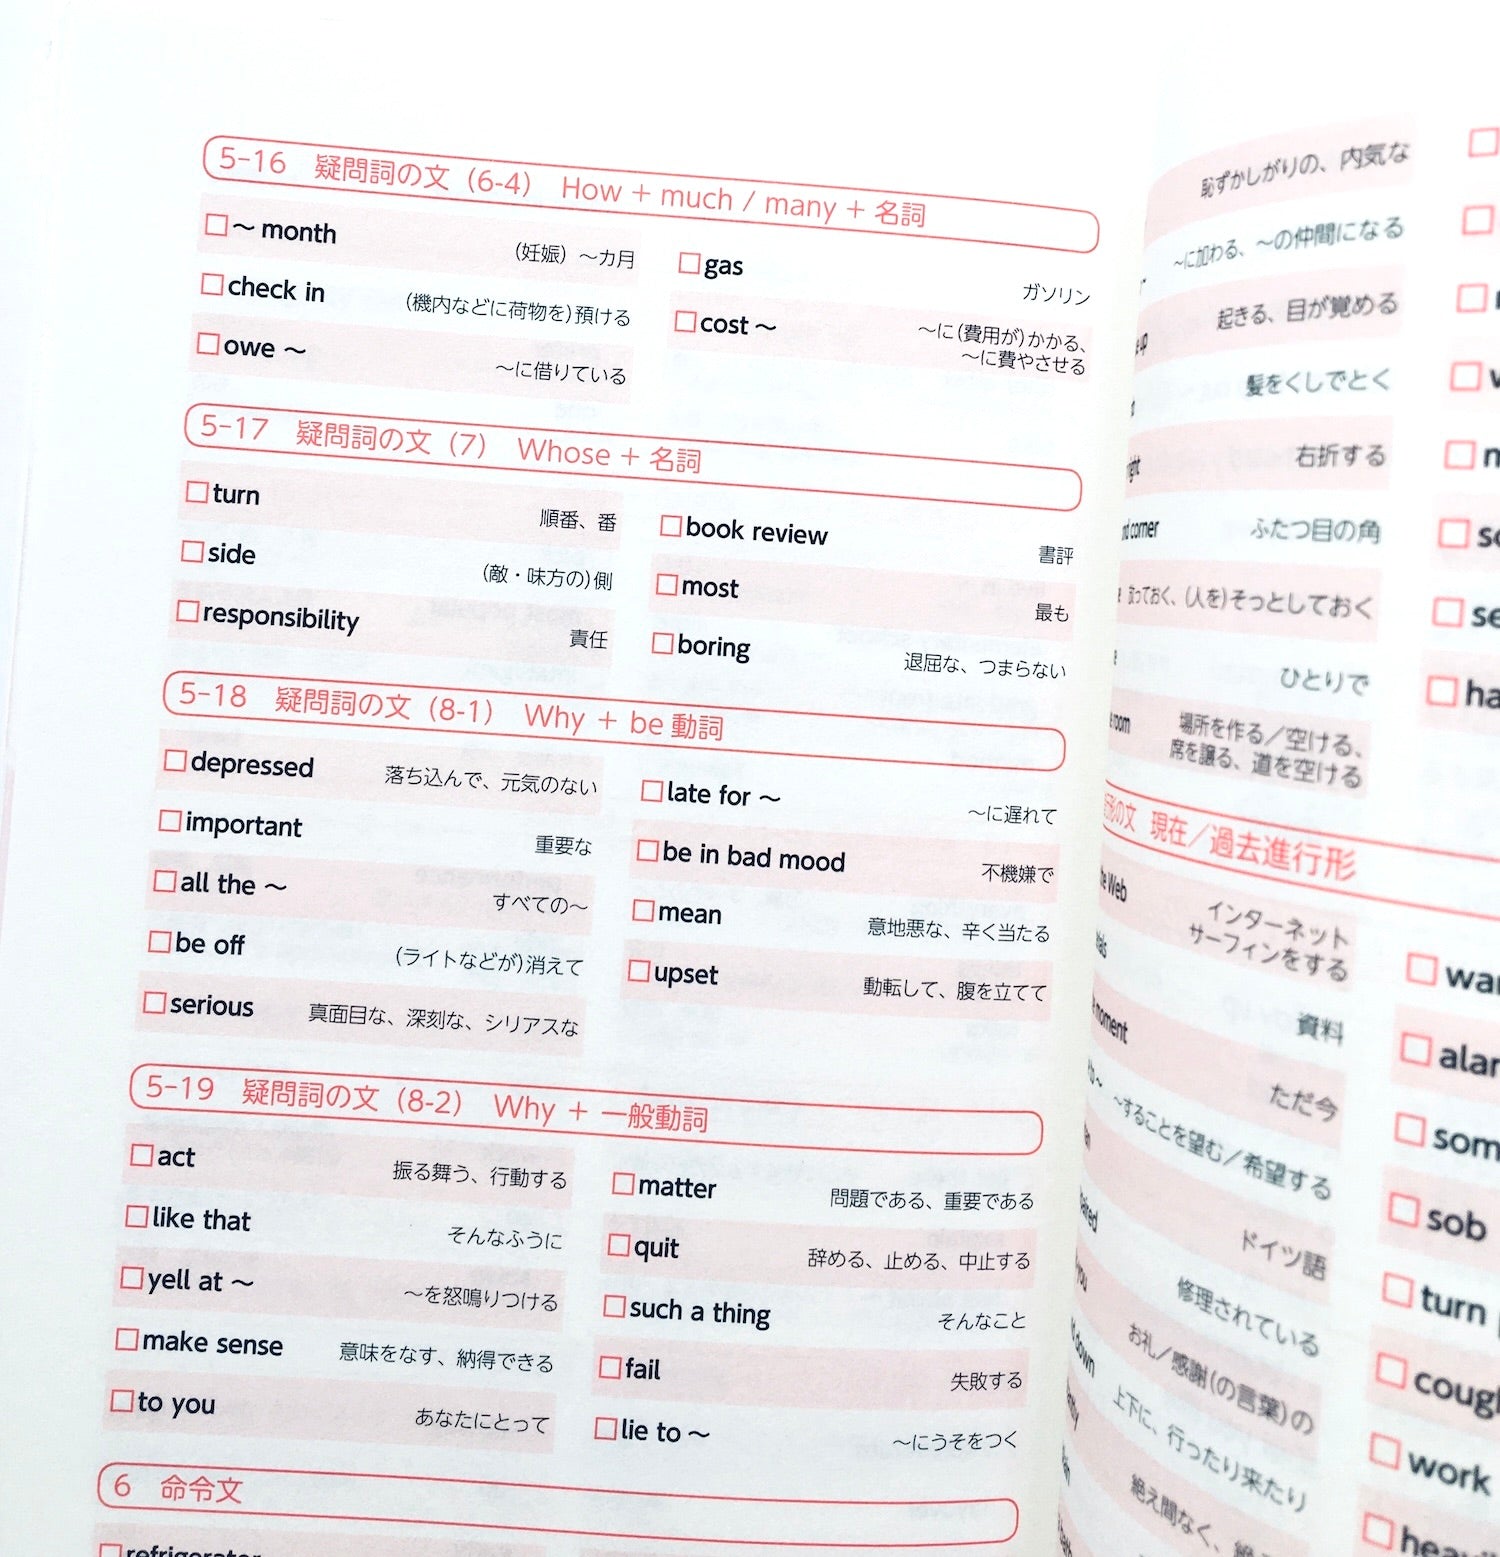 5-16 疑問詞の文（6-4） How + much / many + 名詞
～ month （妊娠）～カ月
check in （機内などに荷物を）預ける
owe ～ ～に借りている
gas ガソリン
cost ～ ～に（費用が）かかる、
～に費やさせる
5-17 疑問詞の文（7） Whose + 名詞
turn 順番、番
side （敵・味方の）側
responsibility 責任
book review 書評
most 最も
boring 退屈な、つまらない
5-18 疑問詞の文（8-1） Why + be 動詞
depressed 落ち込んで、元気のない
important 重要な
all the ～ すべての～
be off （ライトなどが）消えて
serious 真面目な、深刻な、シリアスな
late for ～ ～に遅れて
be in bad mood 不機嫌で
mean 意地悪な、辛く当たる
upset 動転して、腹を立てて
5-19 疑問詞の文（8-2） Why + 一般動詞
act 振る舞う、行動する
like that そんなふうに
yell at ～ ～を怒鳴りつける
make sense 意味をなす、納得できる
to you あなたにとって
matter 問題である、重要である
quit 辞める、止める、中止する
such a thing そんなこと
fail 失敗する
lie to ～ ～にうそをつく
6 命令文
refrigerator
恥ずかしがりの、内気な
～に加わる、～の仲間になる
起きる、目が覚める
髪をくしでとく
右折する
corner ふたつ目の角
っておく、（人を）そっとしておく
ひとりで
room 場所を作る／空ける、
席を譲る、道を空ける
の文 現在／過去進行形
Web インターネット
サーフィンをする
資料
moment ただ今
～することを望む／希望する
ドイツ語
修理されている
you お礼／感謝（の言葉）の
down 上下に、行ったり来たり
絶え間なく、
sob
turn
work